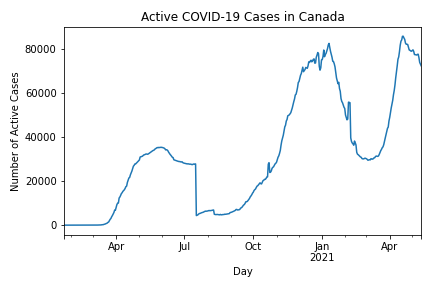 Active COVID-19 Cases in Canada
Number of Active Cases
80000
60000
40000
20000
0
Apr
Jul
Oct
Jan
2021
Apr
Day